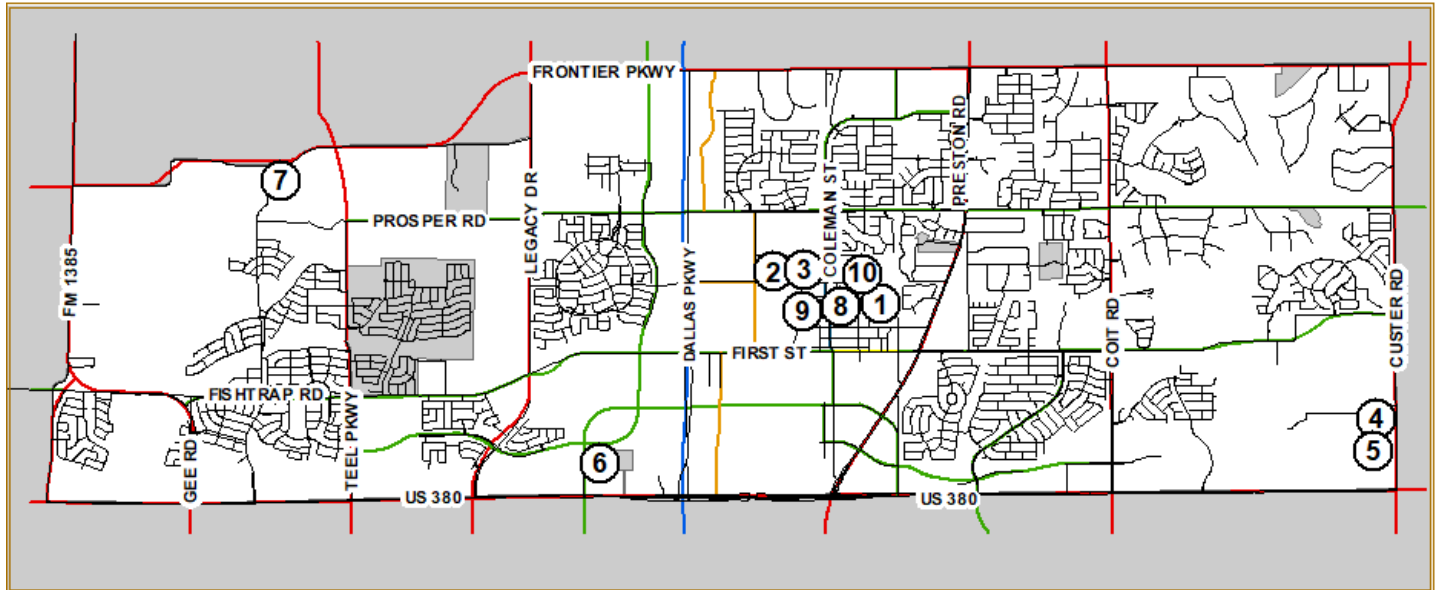 FRONTIER PKWY
PRESTON RD
7
LEGACY DR
COLEMAN ST
PROSPER RD
FM 1385
2
3
10
DALLAS PKWY
9
8
1
COIT RD
CUSTER RD
FIRST ST
FISHTRAP RD
TEEL PKWY
4
GEE RD
5
6
US 380
US 380